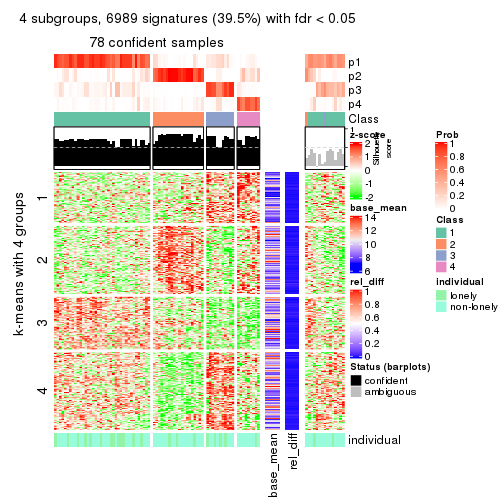 4 subgroups, 6989 signatures (39.5%) with fdr < 0.05
78 confident samples
p1
p2
p3
p4
Class
1
Silhouette
score
k-means with 4 groups
1
2
3
4
individual
base_mean
rel_diff
z-score
2
1
0
-1
-2
base_mean
14
12
10
8
6
rel_diff
1
0.8
0.6
0.4
0.2
0
Status (barplots)
confident
ambiguous
Prob
1
0.8
0.6
0.4
0.2
0
Class
1
2
3
4
individual
lonely
non-lonely